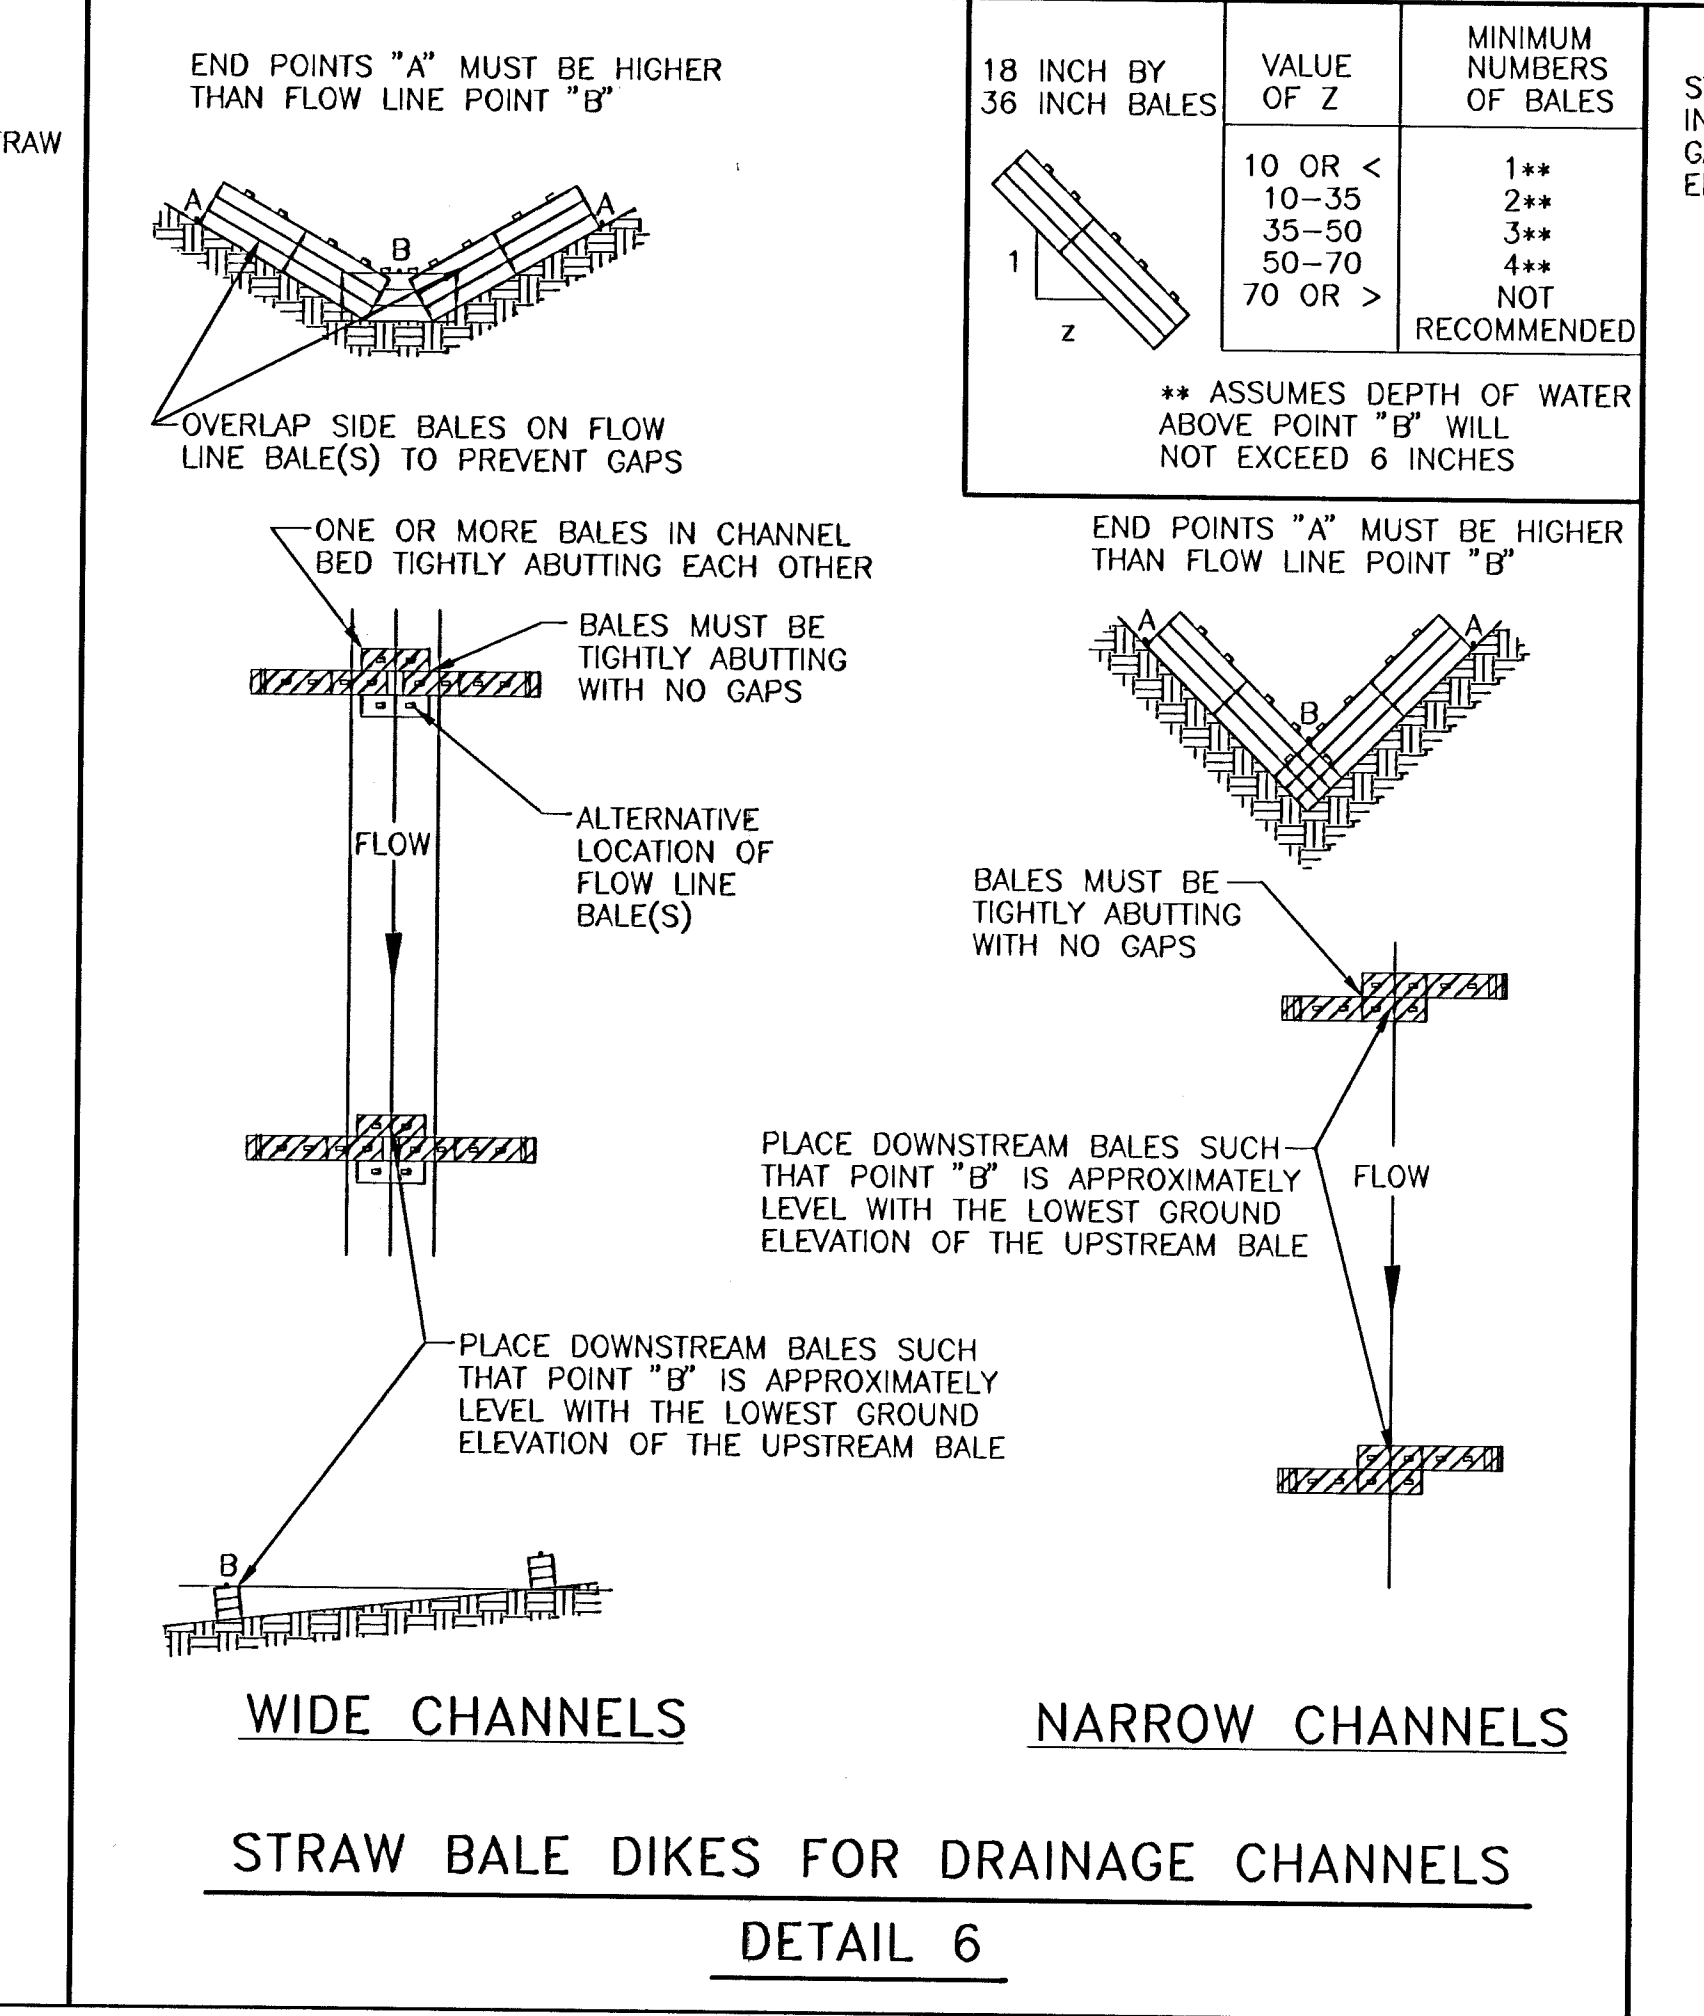 END POINTS "A" MUST BE HIGHER
THAN FLOW LINE POINT "B"
TRAW
A
A
B
OVERLAP SIDE BALES ON FLOW
LINE BALE(S) TO PREVENT GAPS
18 INCH BY
36 INCH BALES
VALUE
OF Z
MINIMUM
NUMBERS
OF BALES
10 OR < 1**
10-35 2**
35-50 3**
50-70 4**
70 OR > NOT
RECOMMENDED
1
z
** ASSUMES DEPTH OF WATER
ABOVE POINT "B" WILL
NOT EXCEED 6 INCHES
ONE OR MORE BALES IN CHANNEL
BED TIGHTLY ABUTTING EACH OTHER
BALES MUST BE
TIGHTLY ABUTTING
WITH NO GAPS
ALTERNATIVE
LOCATION OF
FLOW LINE
BALE(S)
FLOW
PLACE DOWNSTREAM BALES SUCH
THAT POINT "B" IS APPROXIMATELY
LEVEL WITH THE LOWEST GROUND
ELEVATION OF THE UPSTREAM BALE
B
WIDE CHANNELS
END POINTS "A" MUST BE HIGHER
THAN FLOW LINE POINT "B"
A
A
B
BALES MUST BE
TIGHTLY ABUTTING
WITH NO GAPS
PLACE DOWNSTREAM BALES SUCH
THAT POINT "B" IS APPROXIMATELY
LEVEL WITH THE LOWEST GROUND
ELEVATION OF THE UPSTREAM BALE
FLOW
NARROW CHANNELS
STRAW BALE DIKES FOR DRAINAGE CHANNELS
DETAIL 6